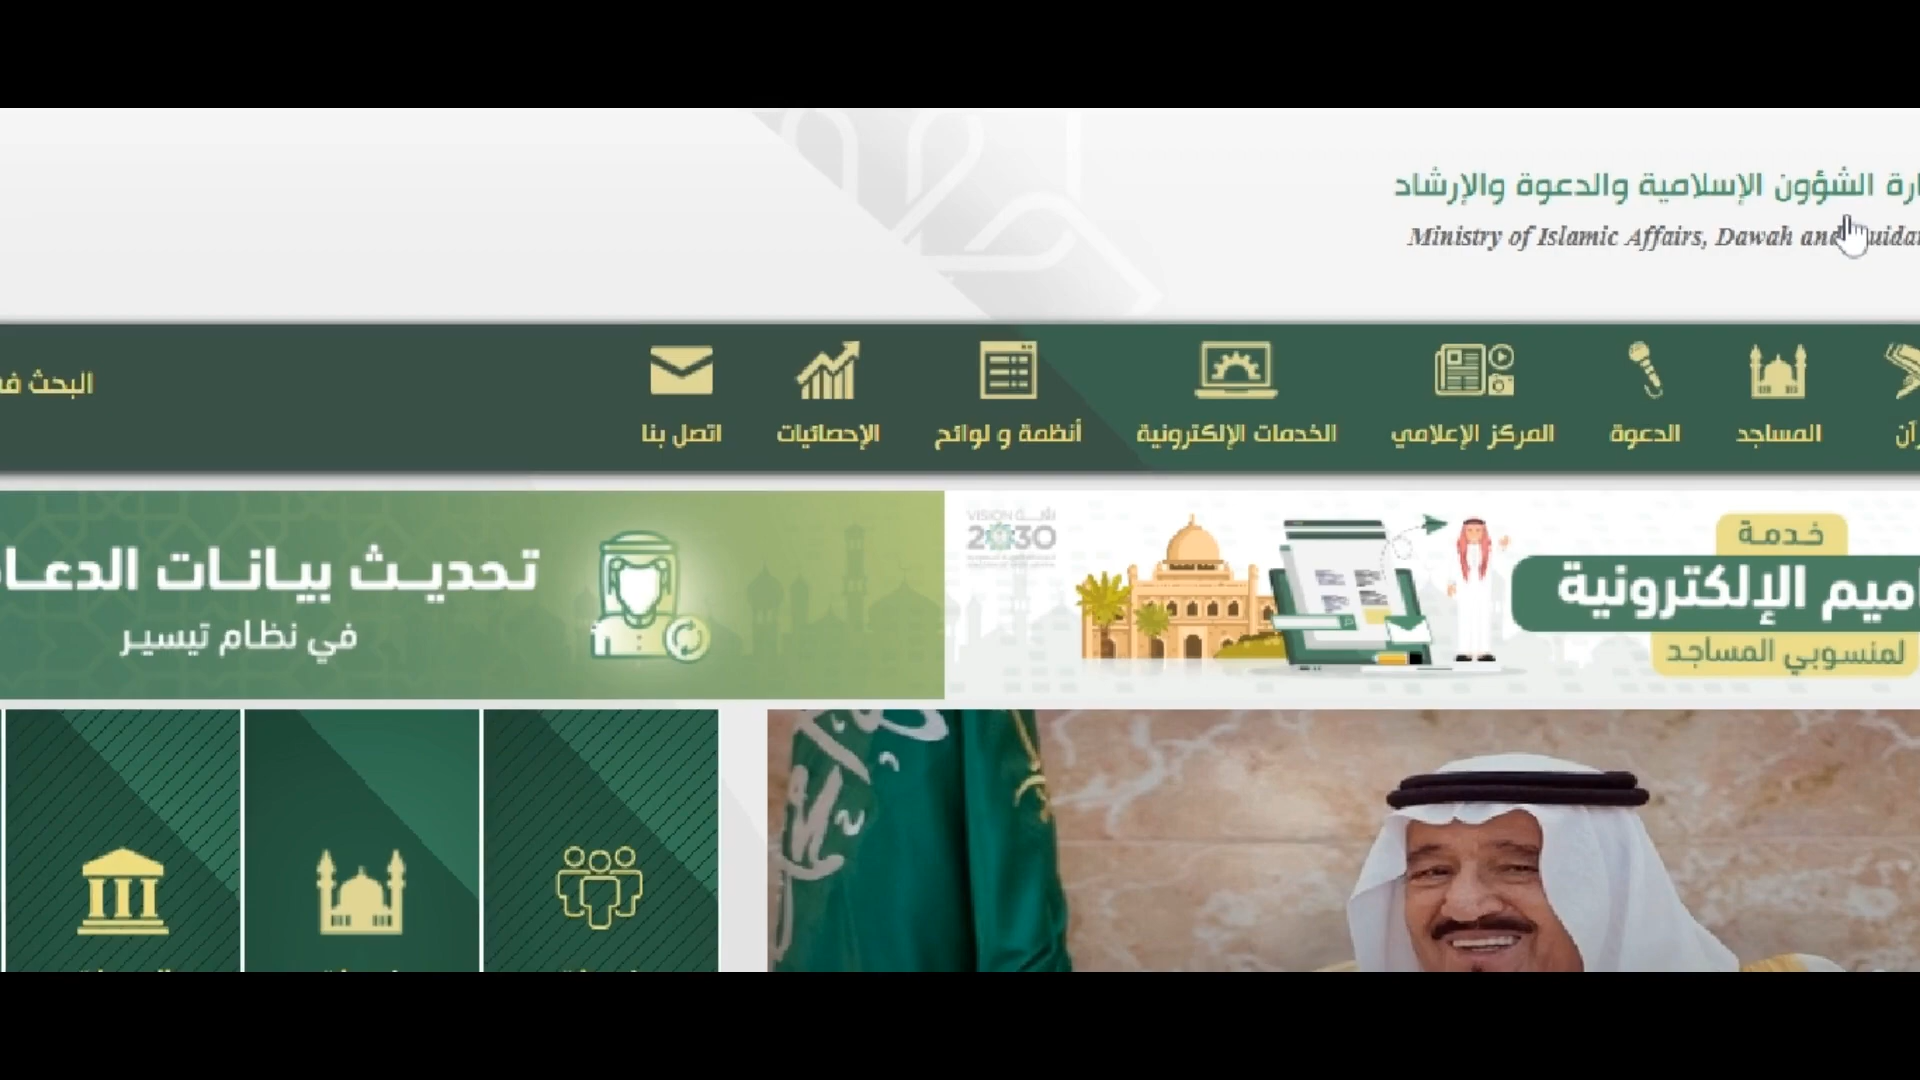 الشؤون الإسلامية والدعوة والإرشاد
Ministry of Islamic Affairs, Dawah and
المساجد
الدعوة
المركز الإعلامي
الخدمات الإلكترونية
أنظمة و لوائح
الإحصائيات
اتصل بنا
البحث
خدمة
الإلكترونية
لمنسوبي المساجد
VISION رؤيــــة
2030
تحديث بيانات
في نظام تيسير